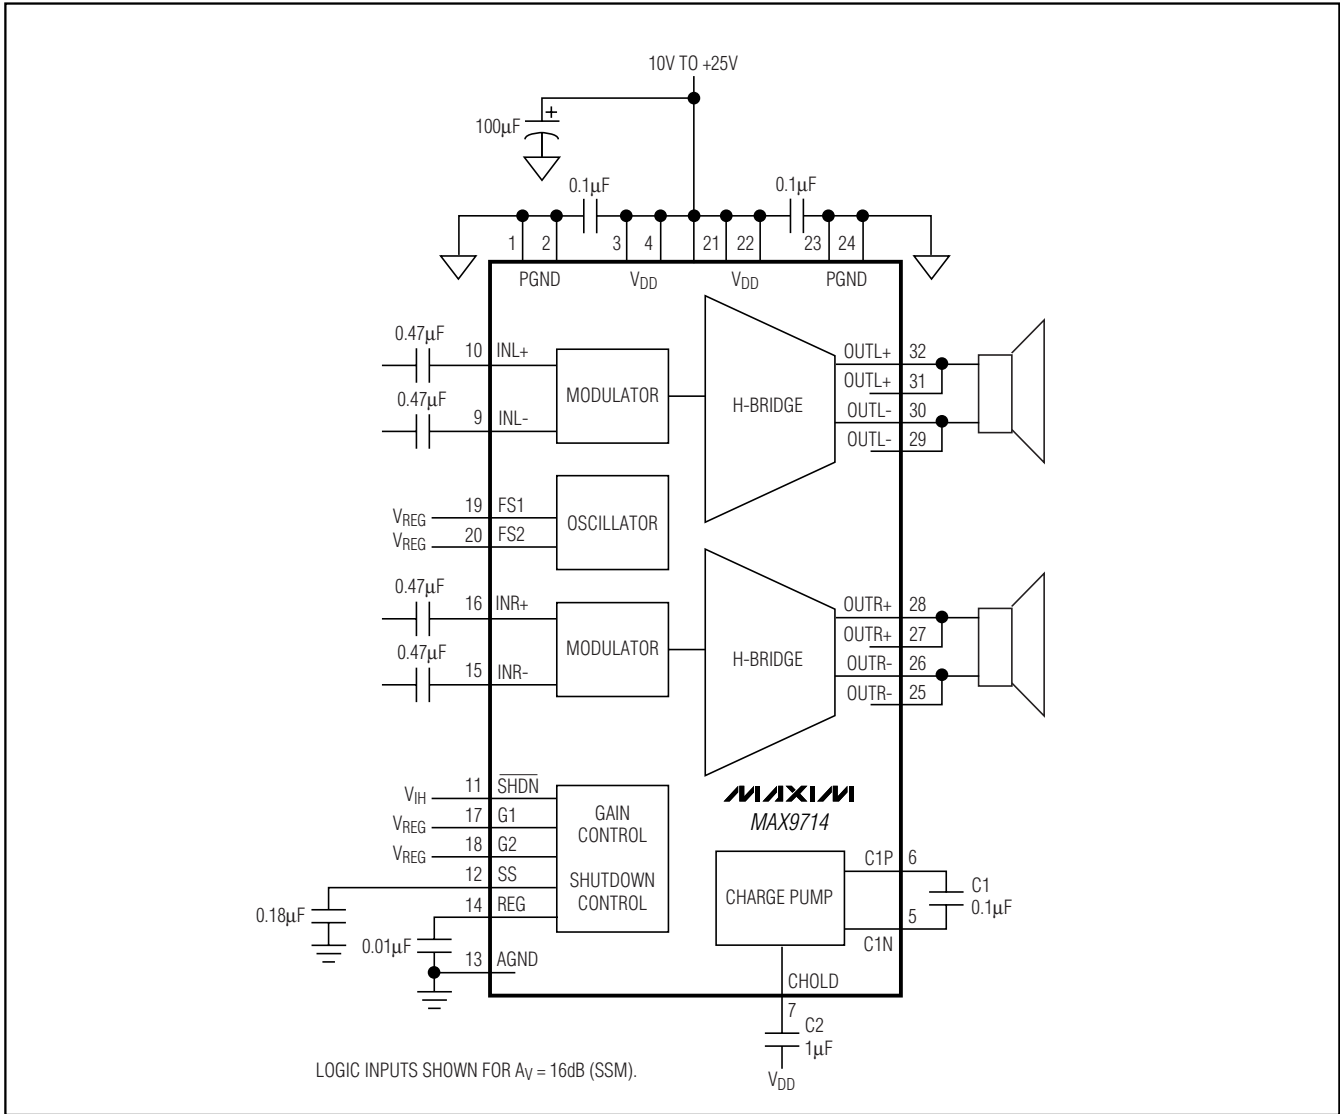 10V TO +25V
100µF
+
0.1µF
0.1µF
1 2 3 4 21 22 23 24
PGND VDD VDD PGND
0.47µF
10 INL+
MODULATOR
0.47µF
9 INL-
H-BRIDGE
OUTL+ 32
OUTL+ 31
OUTL- 30
OUTL- 29
VREG 19 FS1
VREG 20 FS2
OSCILLATOR
0.47µF
16 INR+
MODULATOR
0.47µF
15 INR-
H-BRIDGE
OUTR+ 28
OUTR+ 27
OUTR- 26
OUTR- 25
VIH 11 SHDN
VREG 17 G1
VREG 18 G2
12 SS
0.18µF
14 REG
0.01µF
13 AGND
GAIN
CONTROL
SHUTDOWN
CONTROL
MAXIM
MAX9714
CHARGE PUMP
C1P 6
C1
0.1µF
5
C1N
CHOLD
7
C2
1µF
VDD
LOGIC INPUTS SHOWN FOR AV = 16dB (SSM).